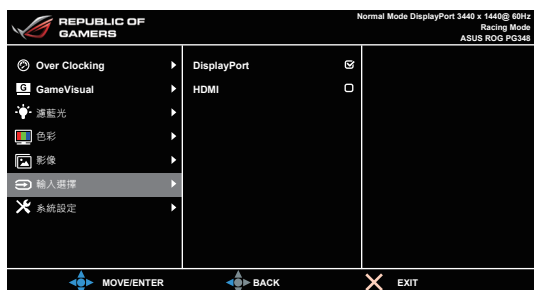 REPUBLIC OF
GAMERS
Normal Mode DisplayPort 3440 x 1440@ 60Hz
Racing Mode
ASUS ROG PG348
Over Clocking
DisplayPort
G GameVisual
HDMI
濾藍光
色彩
影像
輸入選擇
系統設定
MOVE/ENTER
BACK
EXIT